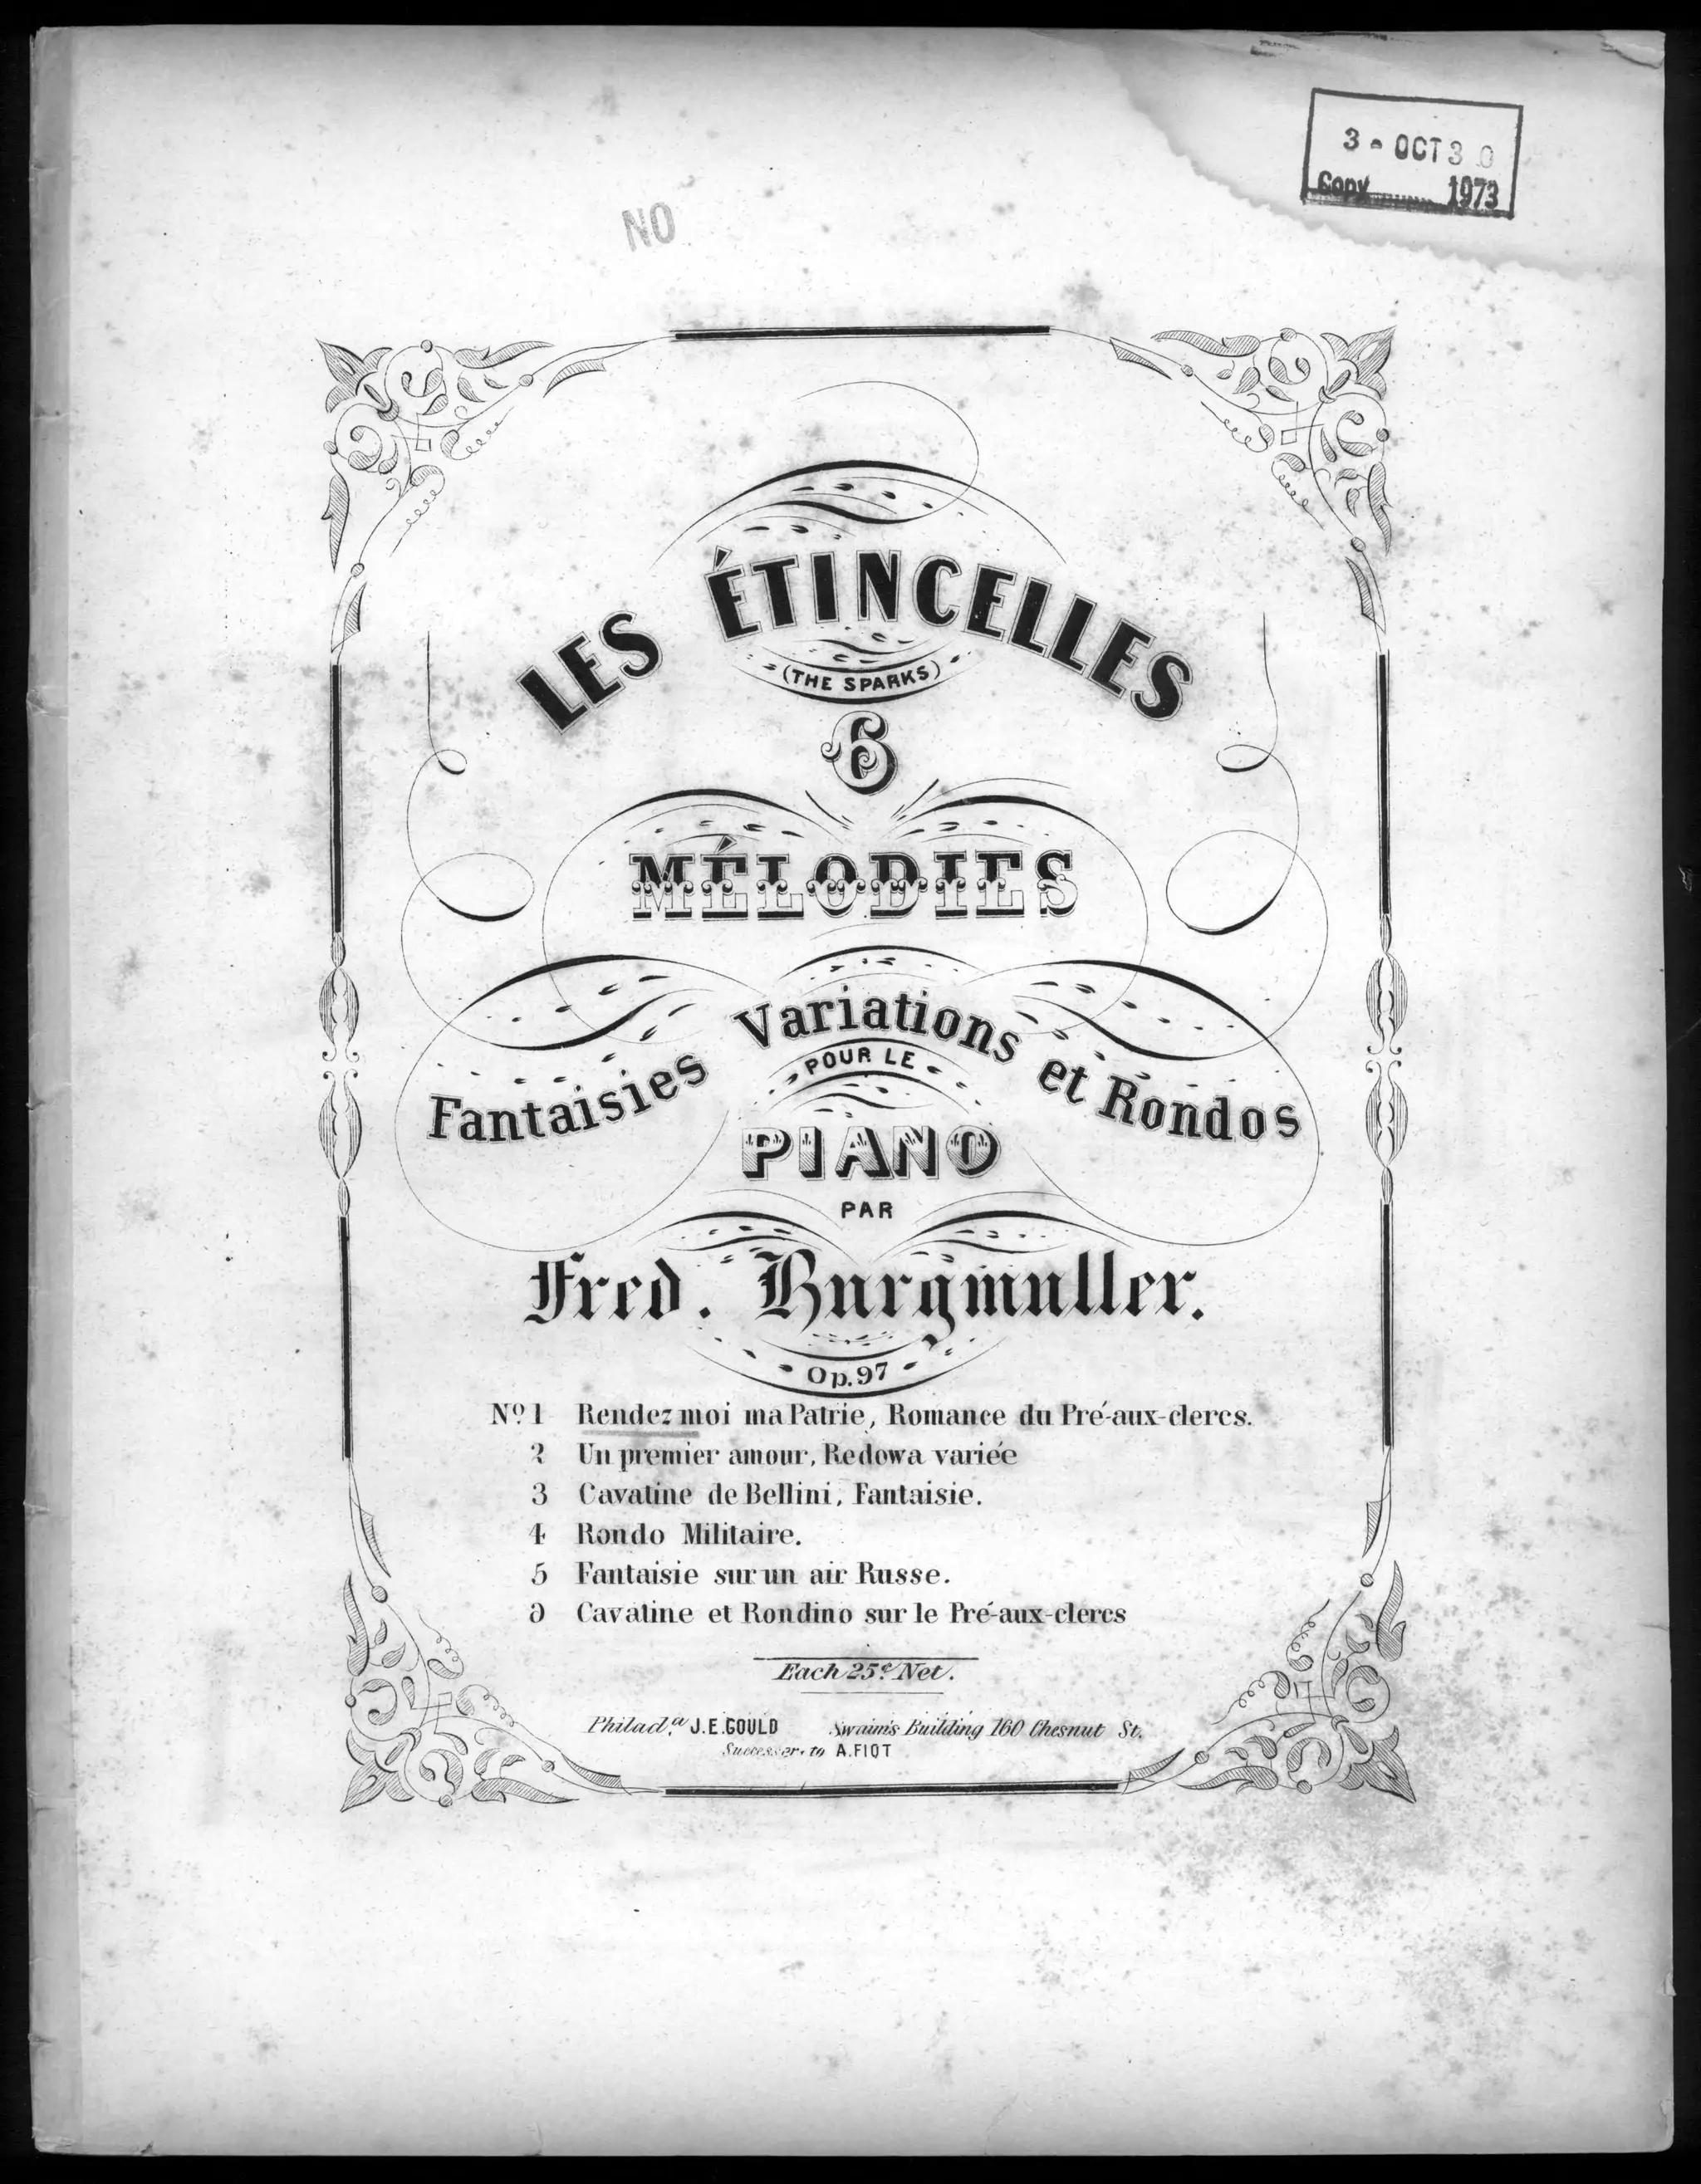 3 - OCT 3 0
Copy 1973
NO
LES ÉTINCELLES
(THE SPARKS)
6
MÉLODIES
Fantaisies Variations et Rondos
POUR LE
PIANO
PAR
Fred. Burgmuller.
Op. 97
Nº 1 Rendez moi ma Patrie, Romance du Pré-aux-clercs.
2 Un premier amour, Redowa variée
3 Cavatine de Bellini, Fantaisie.
4 Rondo Militaire.
5 Fantaisie sur un air Russe.
6 Cavatine et Rondino sur le Pré-aux-clercs
Each 25c Net.
Philad.a J.E.GOULD Swaim's Building 160 Chesnut St.
Successer to A.FIOT